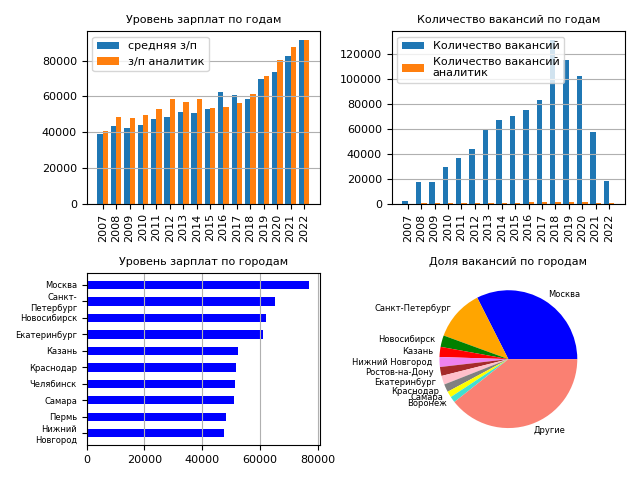 Уровень зарплат по годам
средняя з/п
з/п аналитик
80000
60000
40000
20000
0
2007 2008 2009 2010 2011 2012 2013 2014 2015 2016 2017 2018 2019 2020 2021 2022
Количество вакансий по годам
Количество вакансий
Количество вакансий
аналитик
120000
100000
80000
60000
40000
20000
0
2007 2008 2009 2010 2011 2012 2013 2014 2015 2016 2017 2018 2019 2020 2021 2022
Уровень зарплат по городам
Москва
Санкт-
Петербург
Новосибирск
Екатеринбург
Казань
Краснодар
Челябинск
Самара
Пермь
Нижний
Новгород
0 20000 40000 60000 80000
Доля вакансий по городам
Москва
Санкт-Петербург
Новосибирск
Казань
Нижний Новгород
Ростов-на-Дону
Екатеринбург
Краснодар
Самара
Воронеж
Другие